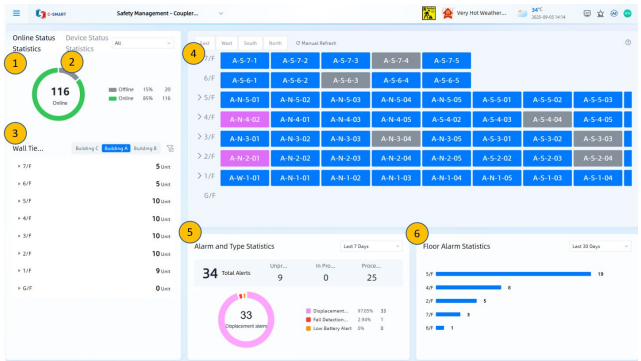 C-SMART
Safety Management - Coupler...
Very Hot Weather...
34°C
2025-09-05 14:14
Online Status Statistics
Device Status Statistics
All
1
2
116
Online
Offline 15% 20
Online 85% 116
3
Wall Tie...
Building C Building A Building B
7/F 5 Unit
6/F 5 Unit
5/F 10 Unit
4/F 10 Unit
3/F 10 Unit
2/F 10 Unit
1/F 9 Unit
G/F 0 Unit
4
East West South North Manual Refresh
7/F A-S-7-1 A-S-7-2 A-S-7-3 A-S-7-4 A-S-7-5
6/F A-S-6-1 A-S-6-2 A-S-6-3 A-S-6-4 A-S-6-5
5/F A-N-5-01 A-N-5-02 A-N-5-03 A-N-5-04 A-N-5-05 A-S-5-01 A-S-5-02 A-S-5-03
4/F A-N-4-02 A-N-4-01 A-N-4-03 A-N-4-05 A-S-4-02 A-S-4-03 A-S-4-04 A-S-4-05
3/F A-N-3-01 A-N-3-02 A-N-3-03 A-N-3-04 A-N-3-05 A-S-3-01 A-S-3-02 A-S-3-03
2/F A-N-2-01 A-N-2-02 A-N-2-03 A-N-2-04 A-N-2-05 A-S-2-02 A-S-2-03 A-S-2-04
1/F A-W-1-01 A-N-1-01 A-N-1-02 A-N-1-03 A-N-1-04 A-N-1-05 A-S-1-03 A-S-1-04
G/F
5
Alarm and Type Statistics
Last 7 Days
34 Total Alerts
Unpr... In Pro... Proce...
9 0 25
33
Displacement alarms
Displacement... 97.05% 33
Fall Detection... 2.94% 1
Low Battery Alert 0% 0
6
Floor Alarm Statistics
Last 30 Days
5/F 19
4/F 8
2/F 5
7/F 3
6/F 1